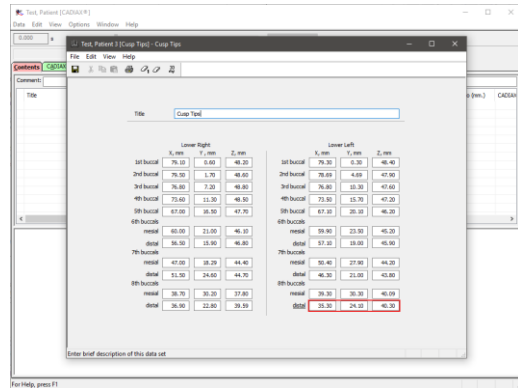 Test, Patient [CADIAX®]
Date Edit View Options Window Help
0.000 s
Test, Patient 3 [Cusp Tips] - Cusp Tips
File Edit View Help
Contents CADIAX
Comment:
Title
Title Cusp Tips
CADIAX
Lower Right Lower Left
X, mm Y, mm Z, mm X, mm Y, mm Z, mm
1st buccal 79.10 0.60 48.20 1st buccal 79.30 0.30 48.40
2nd buccal 79.50 1.70 48.60 2nd buccal 78.69 4.69 47.90
3rd buccal 76.80 7.20 48.80 3rd buccal 76.80 10.30 47.60
4th buccal 73.60 11.30 48.50 4th buccal 73.50 15.70 47.20
5th buccal 67.00 16.50 47.70 5th buccal 67.10 20.10 46.20
6th buccals 6th buccals
mesial 60.00 21.00 46.10 mesial 59.90 23.50 45.20
distal 56.50 15.90 46.80 distal 57.10 19.00 45.90
7th buccals 7th buccals
mesial 47.00 18.29 44.40 mesial 50.40 27.90 44.20
distal 51.50 24.60 44.70 distal 46.30 21.00 43.80
8th buccals 8th buccals
mesial 38.70 30.20 37.80 mesial 39.30 30.30 40.09
distal 36.90 22.80 39.59 distal 35.30 24.10 40.30
Enter brief description of this data set
For Help, press F1